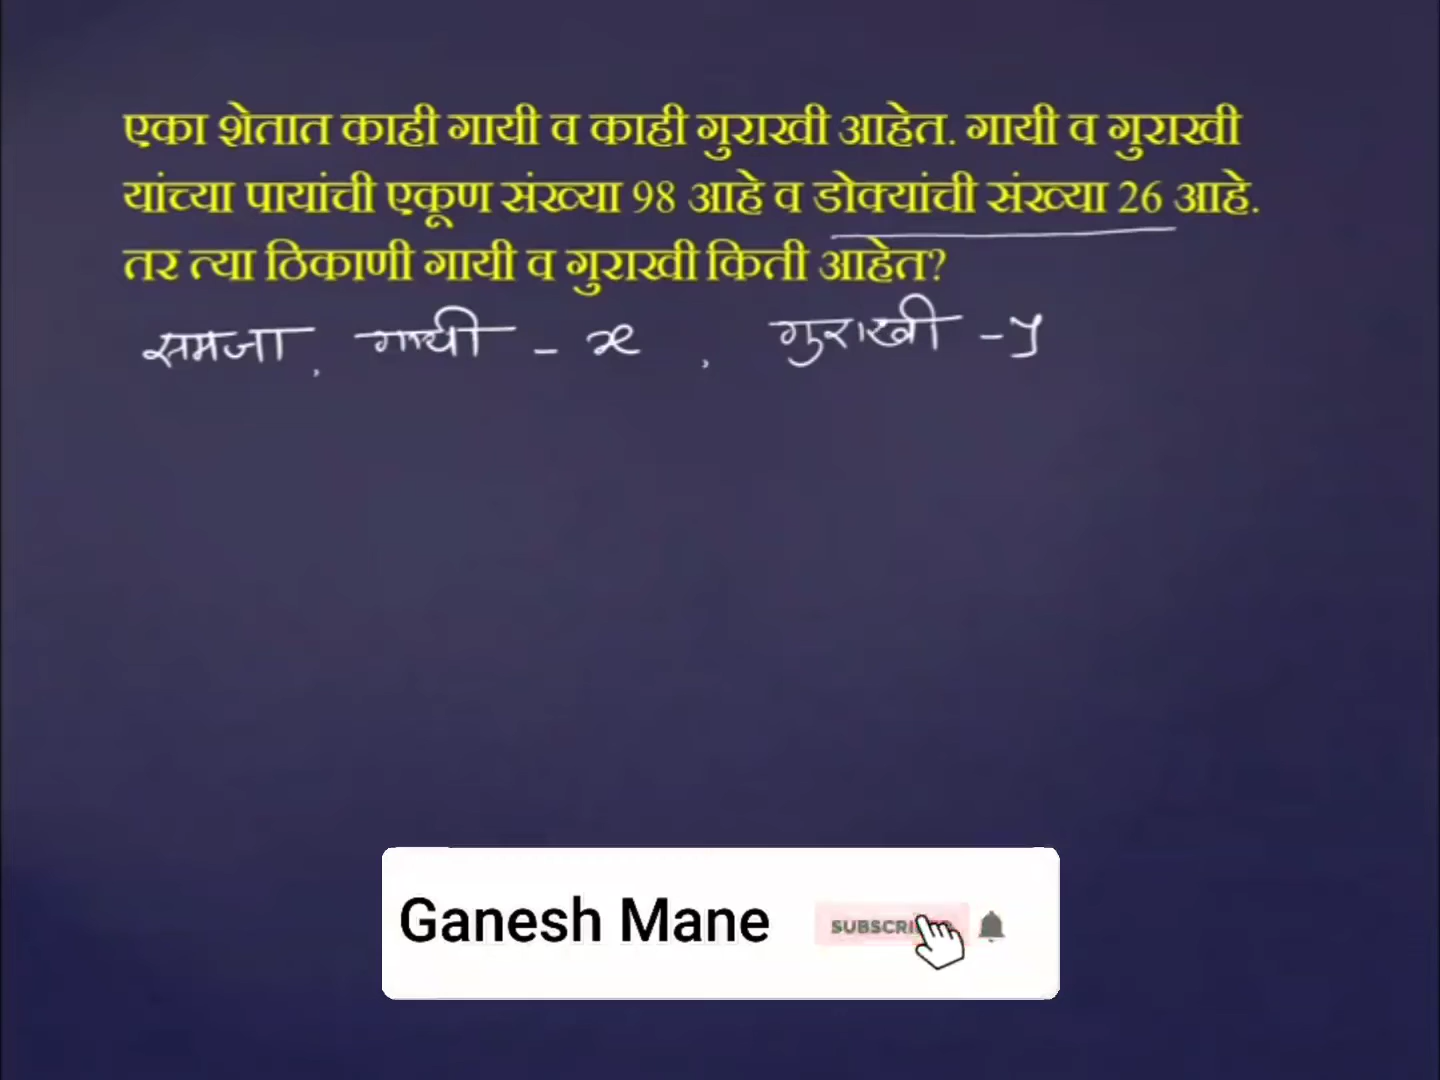 एका शेतात काही गायी व काही गुराखी आहेत. गायी व गुराखी
यांच्या पायांची एकूण संख्या 98 आहे व डोक्यांची संख्या 26 आहे.
तर त्या ठिकाणी गायी व गुराखी किती आहेत?
समजा, गायी - x, गुराखी - y
Ganesh Mane